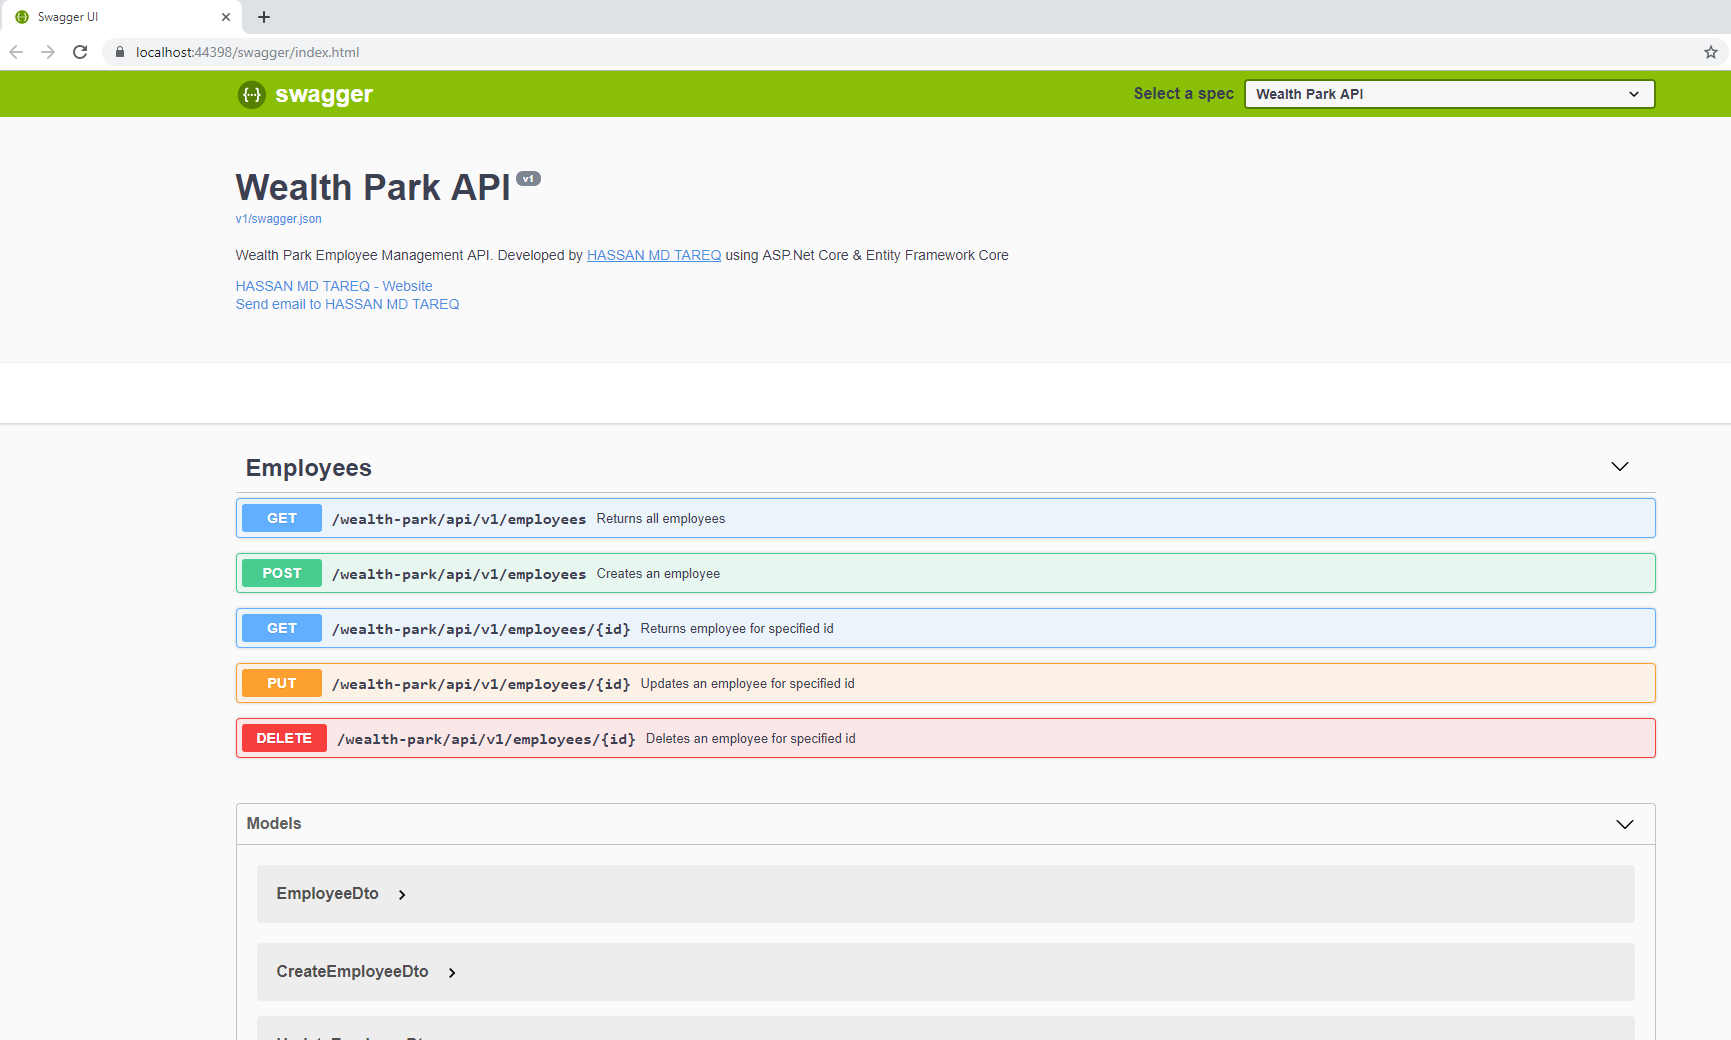 Swagger UI
localhost:44398/swagger/index.html
{···} swagger
Select a spec Wealth Park API
Wealth Park API v1
v1/swagger.json
Wealth Park Employee Management API. Developed by HASSAN MD TAREQ using ASP.Net Core & Entity Framework Core
HASSAN MD TAREQ - Website
Send email to HASSAN MD TAREQ
Employees
GET /wealth-park/api/v1/employees Returns all employees
POST /wealth-park/api/v1/employees Creates an employee
GET /wealth-park/api/v1/employees/{id} Returns employee for specified id
PUT /wealth-park/api/v1/employees/{id} Updates an employee for specified id
DELETE /wealth-park/api/v1/employees/{id} Deletes an employee for specified id
Models
EmployeeDto
CreateEmployeeDto